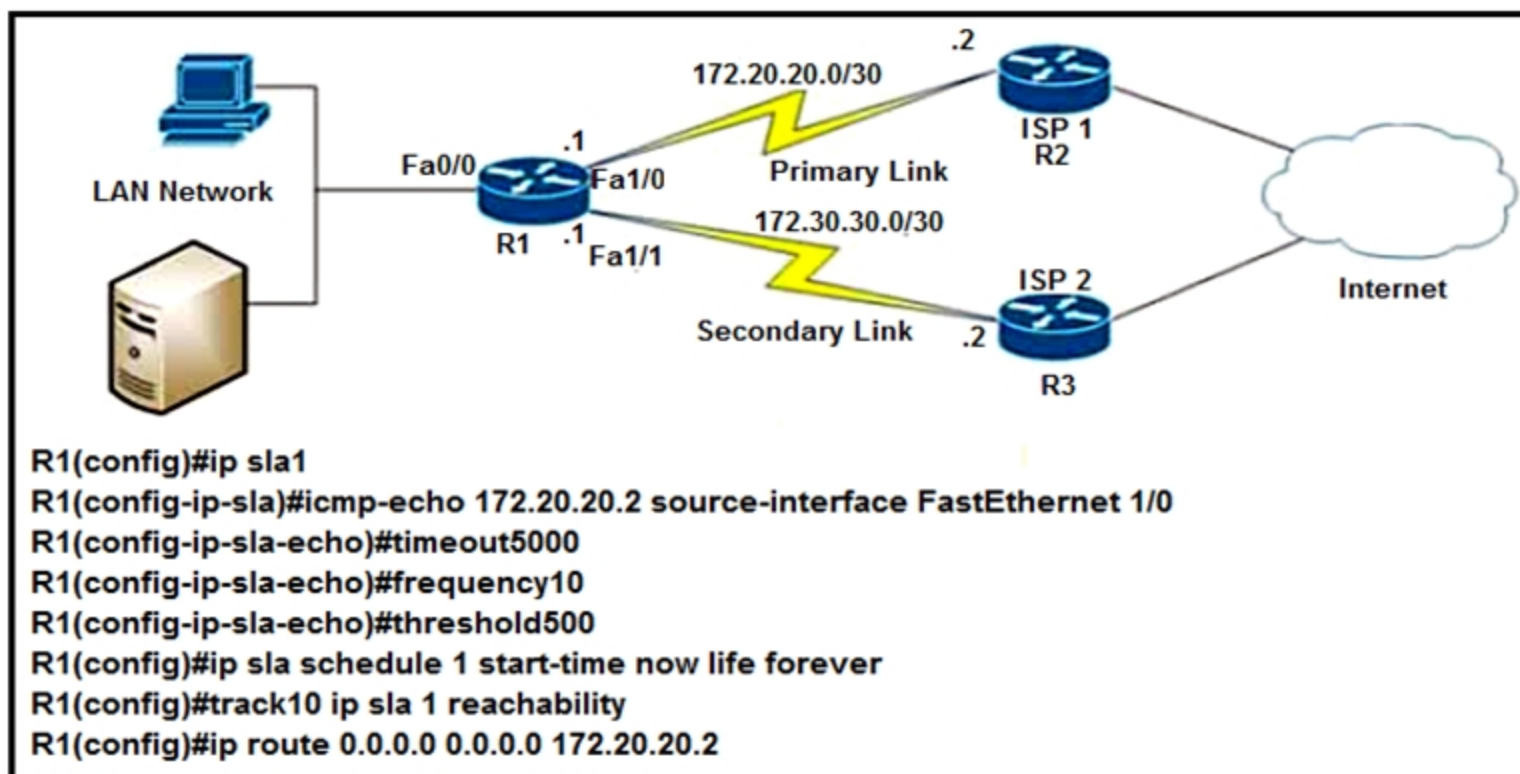 .2
172.20.20.0/30
ISP 1
R2
.1
Fa0/0
Fa1/0
Primary Link
LAN Network
172.30.30.0/30
R1
.1
Fa1/1
ISP 2
Internet
Secondary Link
.2
R3
R1(config)#ip sla1
R1(config-ip-sla)#icmp-echo 172.20.20.2 source-interface FastEthernet 1/0
R1(config-ip-sla-echo)#timeout5000
R1(config-ip-sla-echo)#frequency10
R1(config-ip-sla-echo)#threshold500
R1(config)#ip sla schedule 1 start-time now life forever
R1(config)#track10 ip sla 1 reachability
R1(config)#ip route 0.0.0.0 0.0.0.0 172.20.20.2